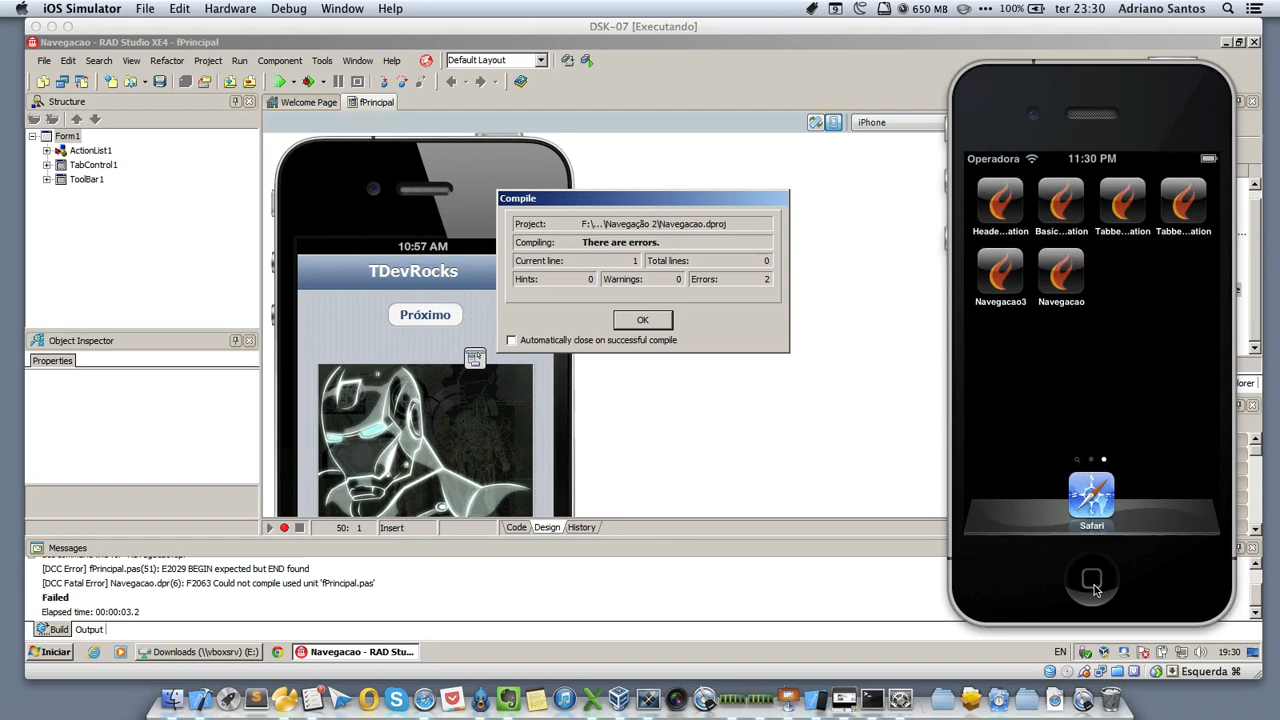 iOS Simulator File Edit Hardware Debug Window Help
9 650 MB 100% ter 23:30 Adriano Santos
DSK-07 [Executando]
Navegacao - RAD Studio XE4 - fPrincipal
File Edit Search View Refactor Project Run Component Tools Window Help
Default Layout
Structure
Welcome Page fPrincipal
Form1
ActionList1
TabControl1
ToolBar1
iPhone
10:57 AM
TDevRocks
Próximo
Compile
Project: F:\...\Navegação 2\Navegacao.dproj
Compiling: There are errors.
Current line: 1 Total lines: 0
Hints: 0 Warnings: 0 Errors: 2
OK
Automatically close on successful compile
Operadora 11:30 PM
Heade...ation Basic...ation Tabbe...ation Tabbe...ation
Navegacao3 Navegacao
Safari
Object Inspector
Properties
50: 1 Insert
Code Design History
lorer
Messages
[DCC Error] fPrincipal.pas(51): E2029 BEGIN expected but END found
[DCC Fatal Error] Navegacao.dpr(6): F2063 Could not compile used unit 'fPrincipal.pas'
Failed
Elapsed time: 00:00:03.2
Build Output
Iniciar Downloads (\\vboxsrv) (E:) Navegacao - RAD Stu...
EN 19:30
Esquerda ⌘